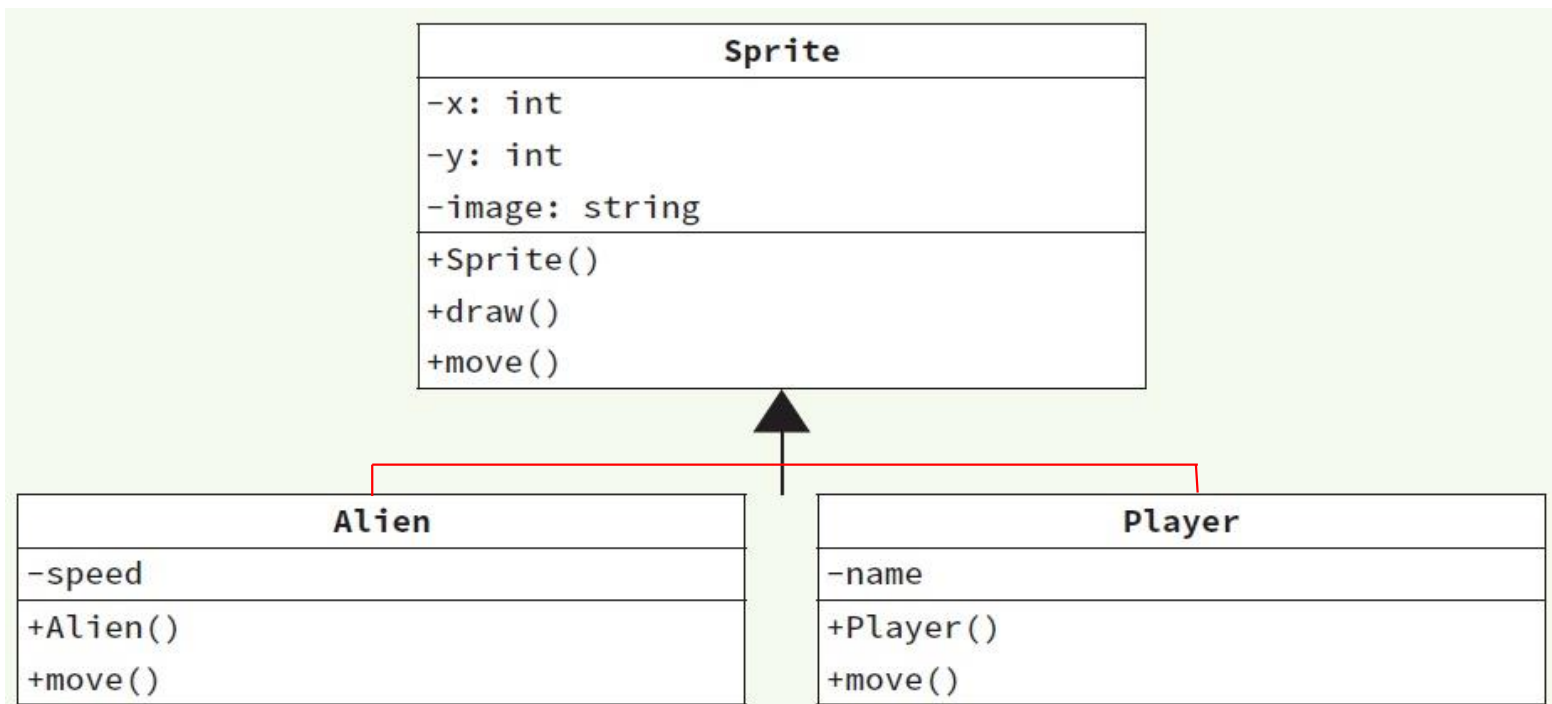 Sprite
-x: int
-y: int
-image: string
+Sprite()
+draw()
+move()
Alien
-speed
+Alien()
+move()
Player
-name
+Player()
+move()